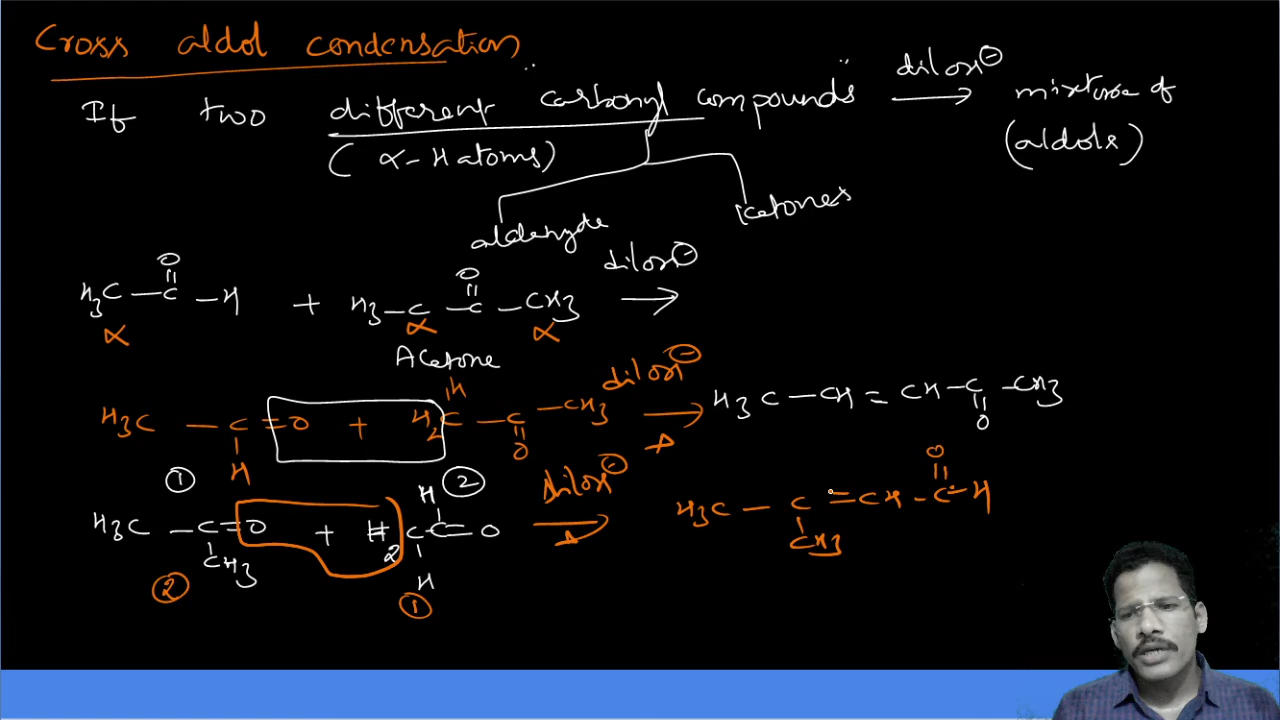 Cross aldol condensation
If two different "carbonyl compounds" dil OH⊖ → mixture of
(α-H atoms) (aldols)
aldehyde ketones
H3C — C(=O) — H + H3C — C(=O) — CH3 dil OH⊖ →
α α α
Acetone
H3C — C(H) = O + H2C(H) — C(=O) — CH3 dil OH⊖ → Δ H3C — CH = CH — C(=O) — CH3
① ②
H3C — C(CH3) = O + H2C(H) — C(H) = O dil OH⊖ → Δ H3C — C(CH3) = CH — C(=O) — H
② ①